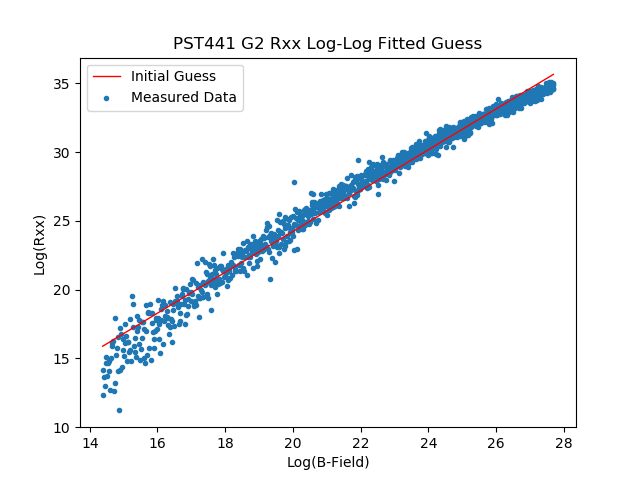 PST441 G2 Rxx Log-Log Fitted Guess
Initial Guess
Measured Data
Log(Rxx)
35
30
25
20
15
10
14
16
18
20
22
24
26
28
Log(B-Field)